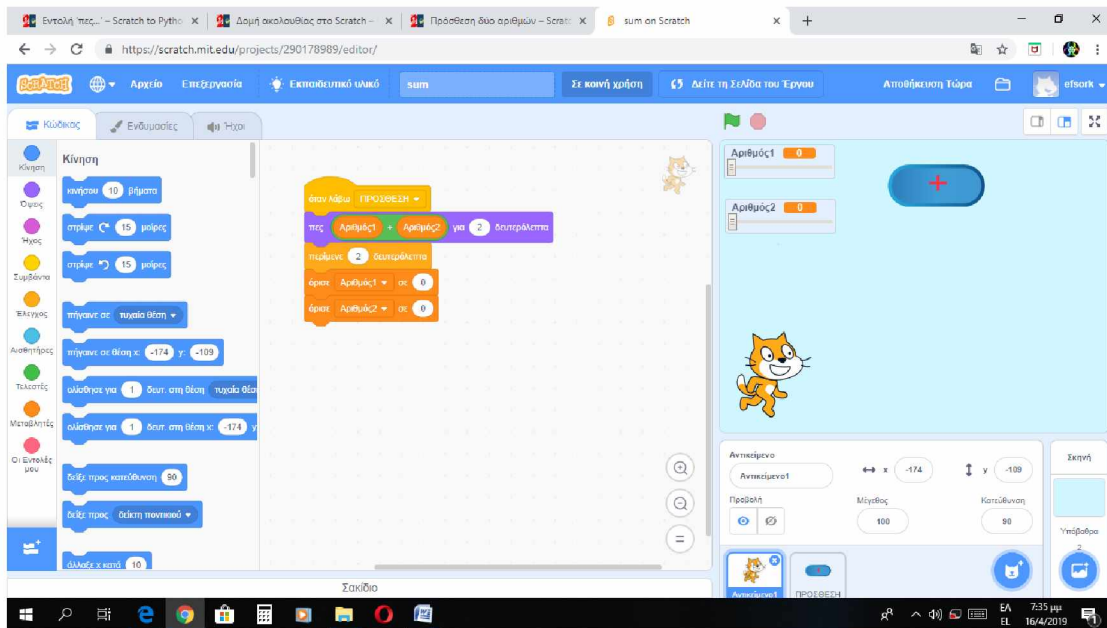 Εντολή 'πες...' – Scratch to Pytho
Δομή ακολουθίας στο Scratch –
Πρόσθεση δύο αριθμών – Scratc
sum on Scratch
https://scratch.mit.edu/projects/290178989/editor/
SCRATCH
Αρχείο
Επεξεργασία
Εκπαιδευτικό υλικό
sum
Σε κοινή χρήση
Δείτε τη Σελίδα του Έργου
Αποθήκευση Τώρα
efsork
Κώδικας
Ενδυμασίες
Ήχοι
Κίνηση
Όψεις
Ήχος
Συμβάντα
Έλεγχος
Αισθητήρες
Τελεστές
Μεταβλητές
Οι Εντολές
μου
Κίνηση
κινήσου 10 βήματα
στρίψε 15 μοίρες
στρίψε 15 μοίρες
πήγαινε σε τυχαία θέση
πήγαινε σε θέση x: -174 y: -109
ολίσθησε για 1 δευτ. στη θέση τυχαία θέσ
ολίσθησε για 1 δευτ. στη θέση x: -174 y
δείξε προς κατεύθυνση 90
δείξε προς δείκτη ποντικιού
άλλαξε x κατά 10
όταν λάβω ΠΡΟΣΘΕΣΗ
πες Αριθμός1 + Αριθμός2 για 2 δευτερόλεπτα
περίμενε 2 δευτερόλεπτα
όρισε Αριθμός1 σε 0
όρισε Αριθμός2 σε 0
Αριθμός1 0
Αριθμός2 0
+
Αντικείμενο
Αντικείμενο1
x -174
y -109
Προβολή
Μέγεθος
100
Κατεύθυνση
90
Σκηνή
Υπόβαθρα
2
Αντικείμενο1
ΠΡΟΣΘΕΣΗ
Σακίδιο
ΕΛ
EL
7:35 μμ
16/4/2019